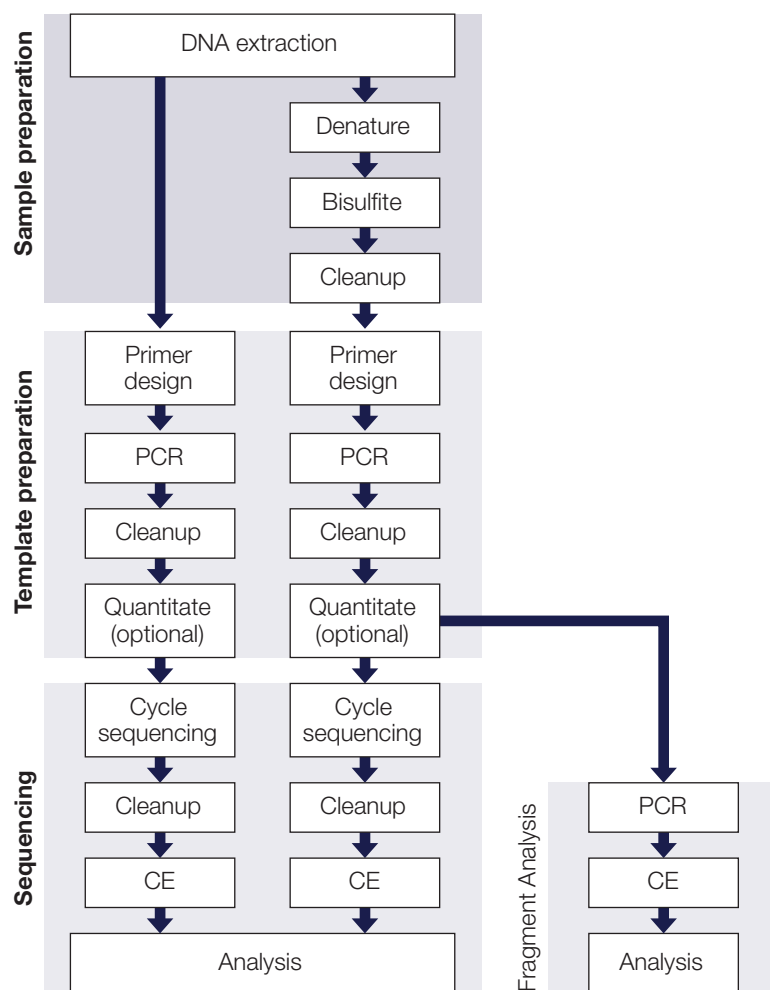 Sample preparation
DNA extraction
Denature
Bisulfite
Cleanup
Template preparation
Primer
design
Primer
design
PCR
PCR
Cleanup
Cleanup
Quantitate
(optional)
Quantitate
(optional)
Sequencing
Cycle
sequencing
Cycle
sequencing
Cleanup
Cleanup
CE
CE
Analysis
Fragment Analysis
PCR
CE
Analysis